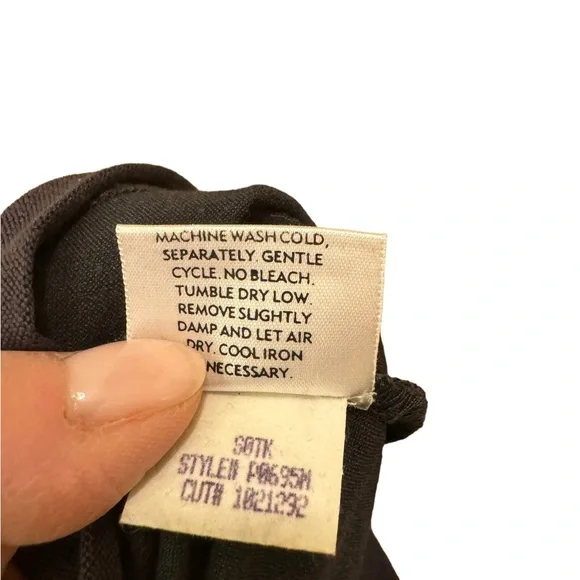 MACHINE WASH COLD,
SEPARATELY. GENTLE
CYCLE. NO BLEACH.
TUMBLE DRY LOW.
REMOVE SLIGHTLY
DAMP AND LET AIR
DRY. COOL IRON
NECESSARY.
S0TK
STYLE# P0695M
CUT# 1021292